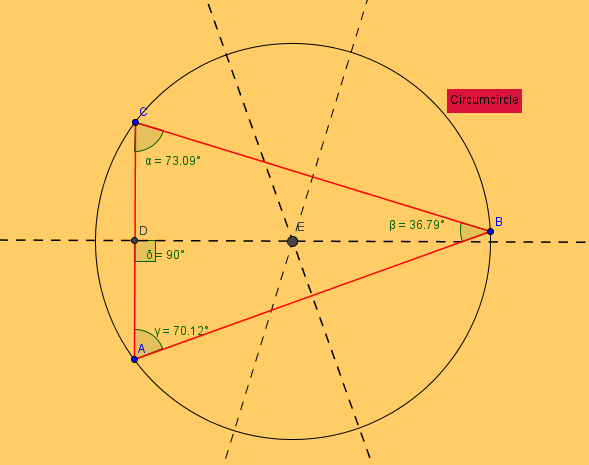 Circumcircle
C
α = 73.09°
B
β = 36.79°
E
D
δ = 90°
γ = 70.12°
A